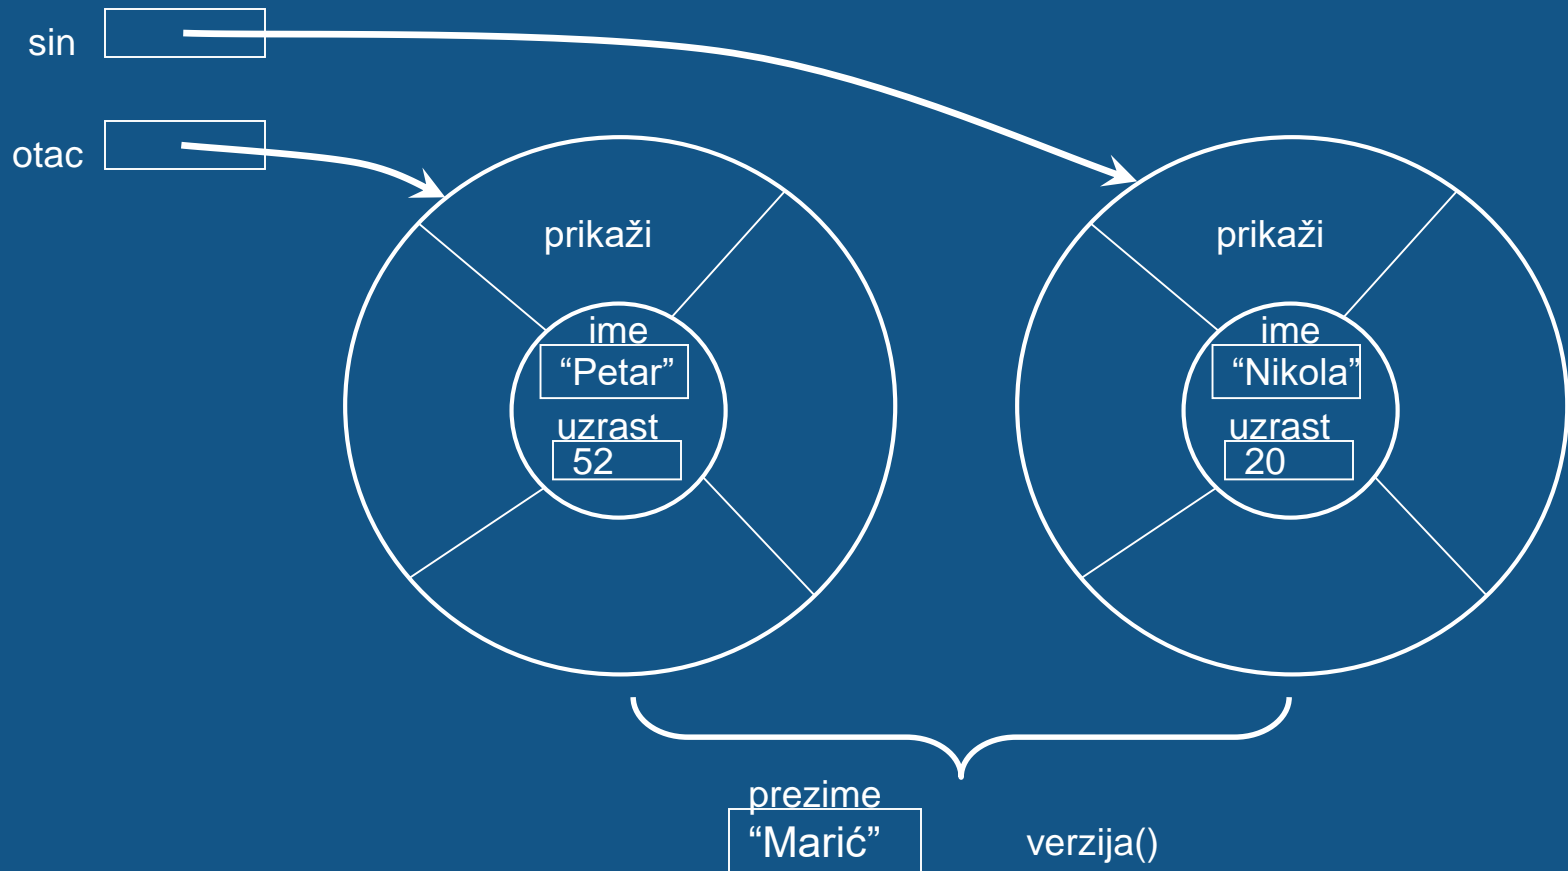 sin
otac
prikaži
ime
“Petar”
uzrast
52
prikaži
ime
“Nikola”
uzrast
20
prezime
“Marić”
verzija()